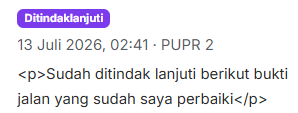 Ditindaklanjuti
13 Juli 2026, 02:41 · PUPR 2
<p>Sudah ditindak lanjuti berikut bukti
jalan yang sudah saya perbaiki</p>